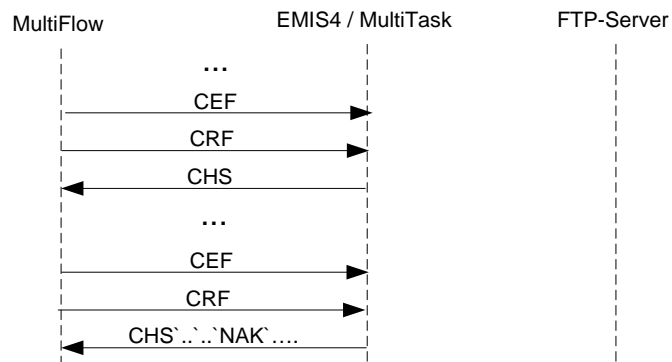 MultiFlow EMIS4 / MultiTask FTP-Server
...
CEF
CRF
CHS
...
CEF
CRF
CHS`..`..`NAK`....